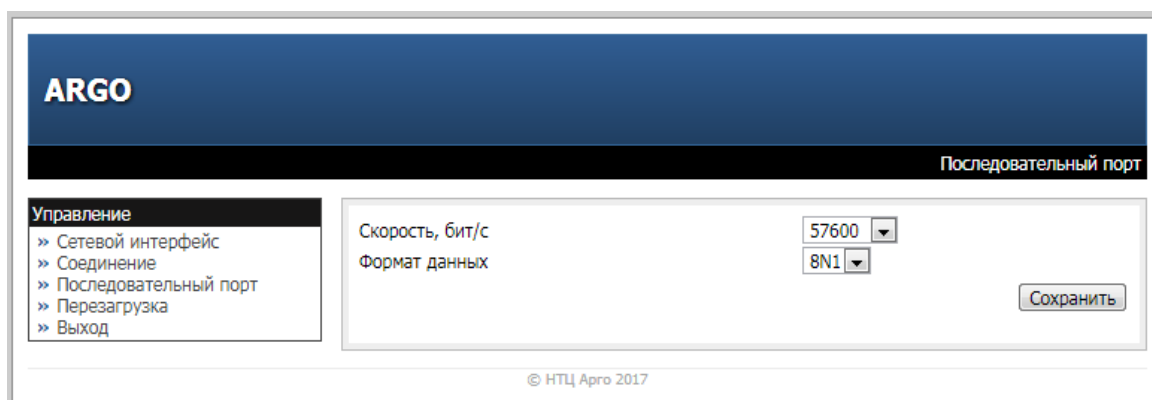 ARGO
Последовательный порт
Управление
» Сетевой интерфейс
» Соединение
» Последовательный порт
» Перезагрузка
» Выход
Скорость, бит/с 57600
Формат данных 8N1
Сохранить
© НТЦ Арго 2017